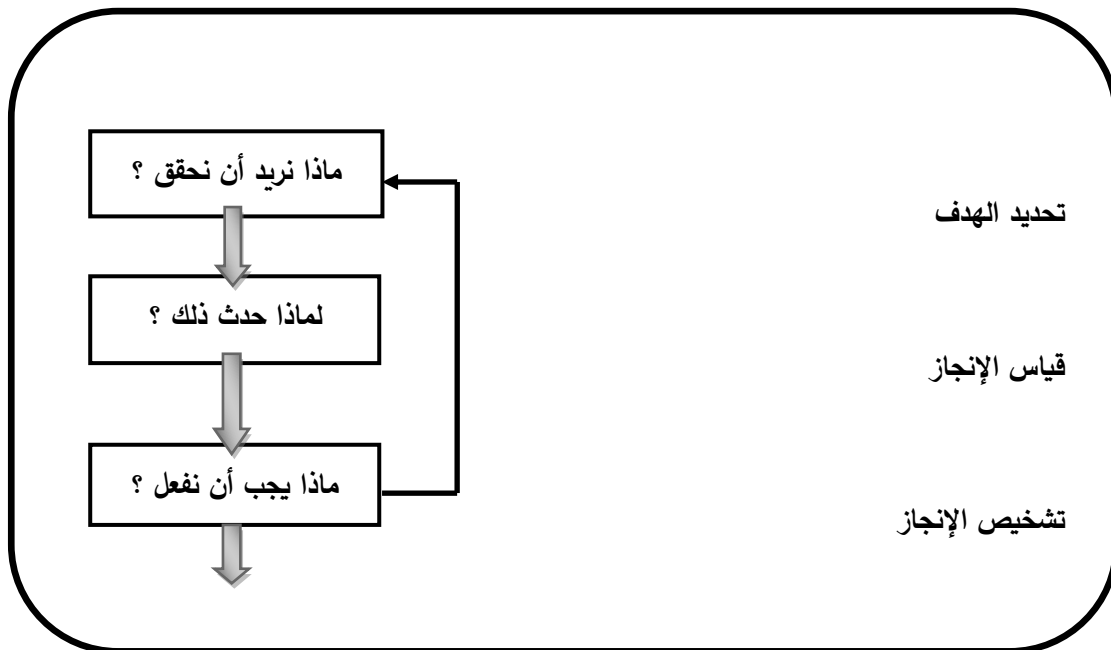 ماذا نريد أن نحقق ؟
تحديد الهدف
لماذا حدث ذلك ؟
قياس الإنجاز
ماذا يجب أن نفعل ؟
تشخيص الإنجاز